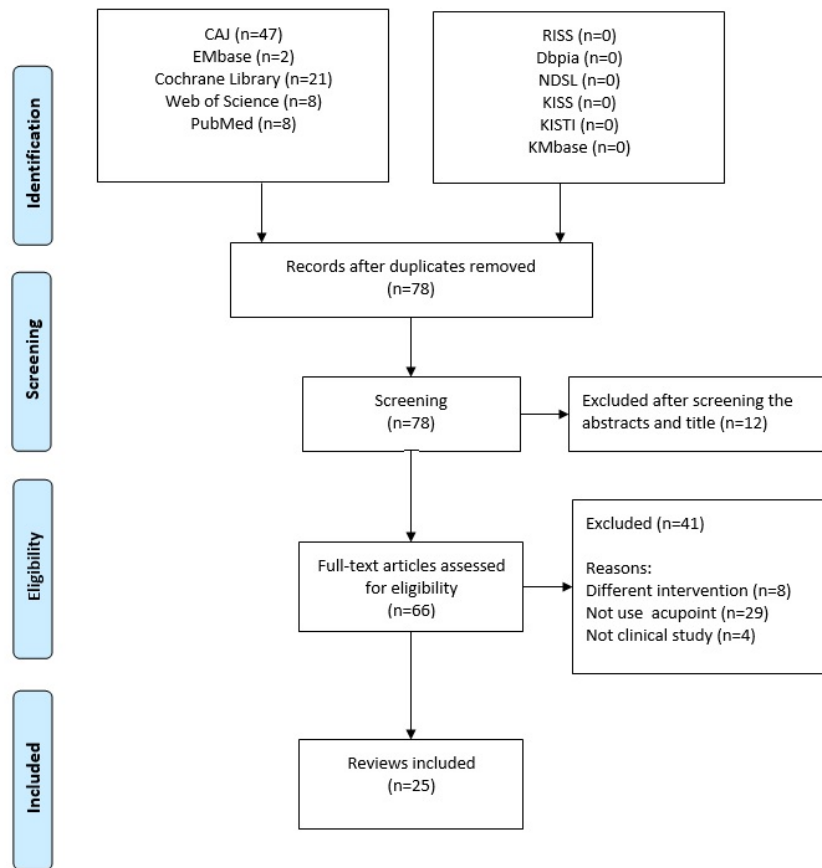 Identification
CAJ (n=47)
EMbase (n=2)
Cochrane Library (n=21)
Web of Science (n=8)
PubMed (n=8)
RISS (n=0)
Dbpia (n=0)
NDSL (n=0)
KISS (n=0)
KISTI (n=0)
KMbase (n=0)
Records after duplicates removed
(n=78)
Screening
Screening
(n=78)
Excluded after screening the
abstracts and title (n=12)
Eligibility
Full-text articles assessed
for eligibility
(n=66)
Excluded (n=41)
Reasons:
Different intervention (n=8)
Not use acupoint (n=29)
Not clinical study (n=4)
Included
Reviews included
(n=25)